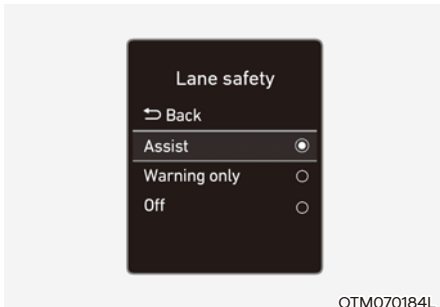 Lane safety
Back
Assist
Warning only
Off
OTM070184L